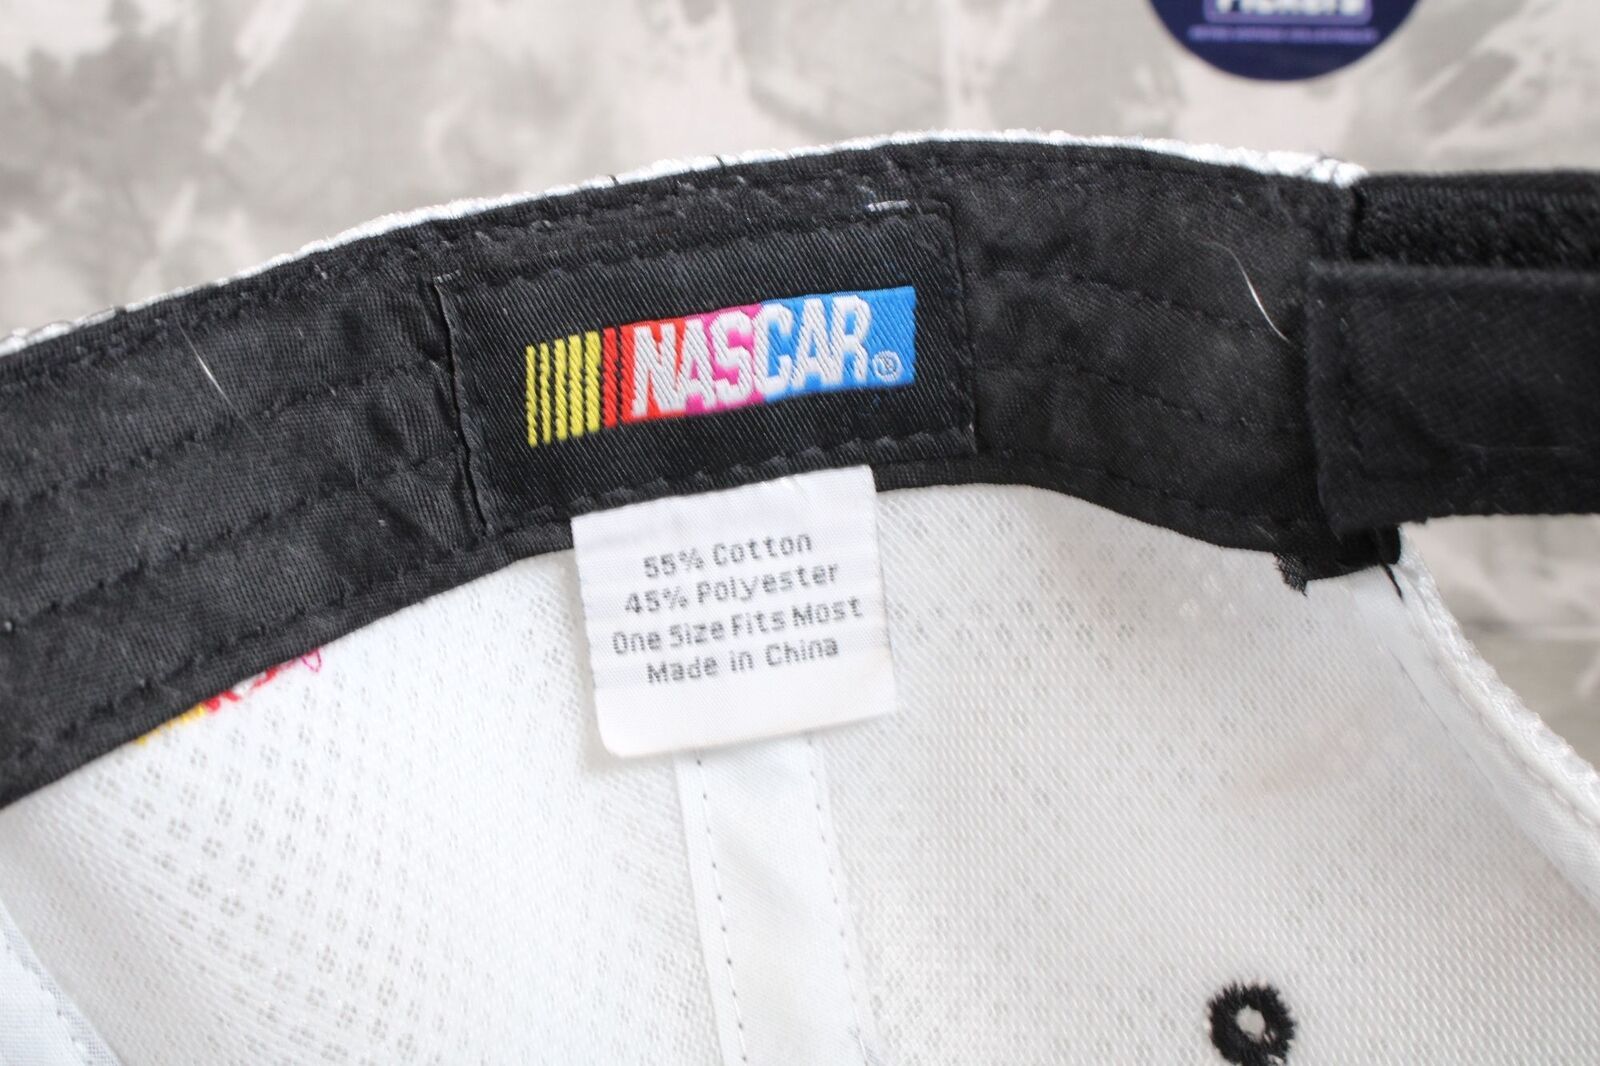 NASCAR®
55% Cotton
45% Polyester
One Size Fits Most
Made in China